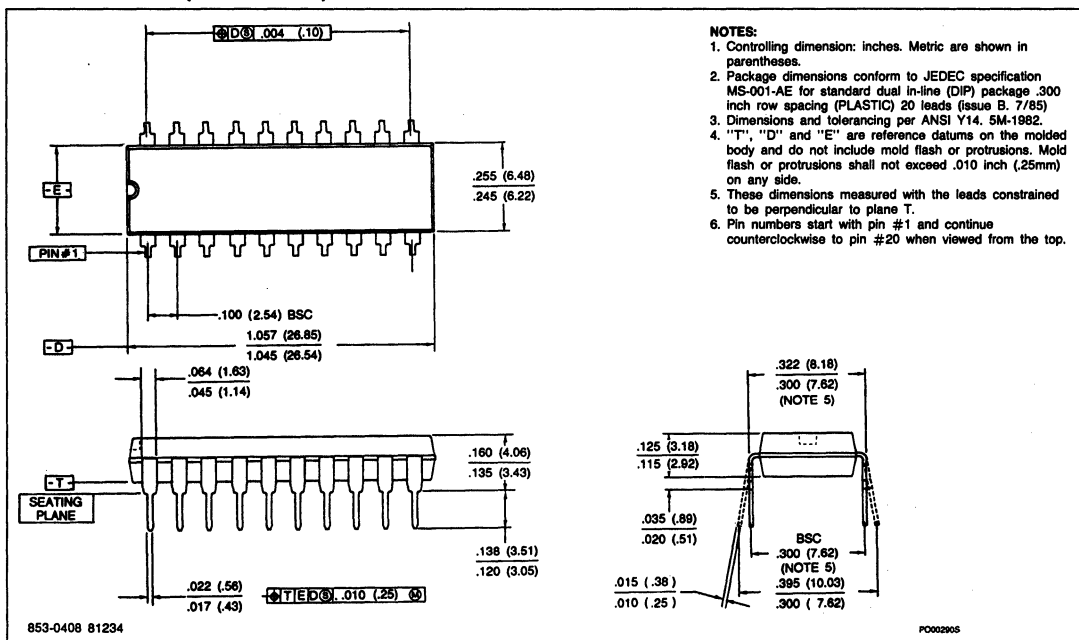 ⌖ D Ⓢ .004 (.10)
NOTES:
1. Controlling dimension: inches. Metric are shown in
parentheses.
2. Package dimensions conform to JEDEC specification
MS-001-AE for standard dual in-line (DIP) package .300
inch row spacing (PLASTIC) 20 leads (issue B. 7/85)
3. Dimensions and tolerancing per ANSI Y14. 5M-1982.
4. "T", "D" and "E" are reference datums on the molded
body and do not include mold flash or protrusions. Mold
flash or protrusions shall not exceed .010 inch (.25mm)
on any side.
5. These dimensions measured with the leads constrained
to be perpendicular to plane T.
6. Pin numbers start with pin #1 and continue
counterclockwise to pin #20 when viewed from the top.
-E-
.255 (6.48)
.245 (6.22)
PIN#1
.100 (2.54) BSC
-D-
1.057 (26.85)
1.045 (26.54)
.064 (1.63)
.045 (1.14)
.160 (4.06)
.135 (3.43)
-T-
SEATING
PLANE
.138 (3.51)
.120 (3.05)
.022 (.56)
.017 (.43)
⌖ T E D Ⓢ .010 (.25) Ⓜ
.322 (8.18)
.300 (7.62)
(NOTE 5)
.125 (3.18)
.115 (2.92)
.035 (.89)
.020 (.51)
BSC
.300 (7.62)
(NOTE 5)
.015 (.38 )
.010 (.25 )
.395 (10.03)
.300 ( 7.62)
853-0408 81234
PO00290S